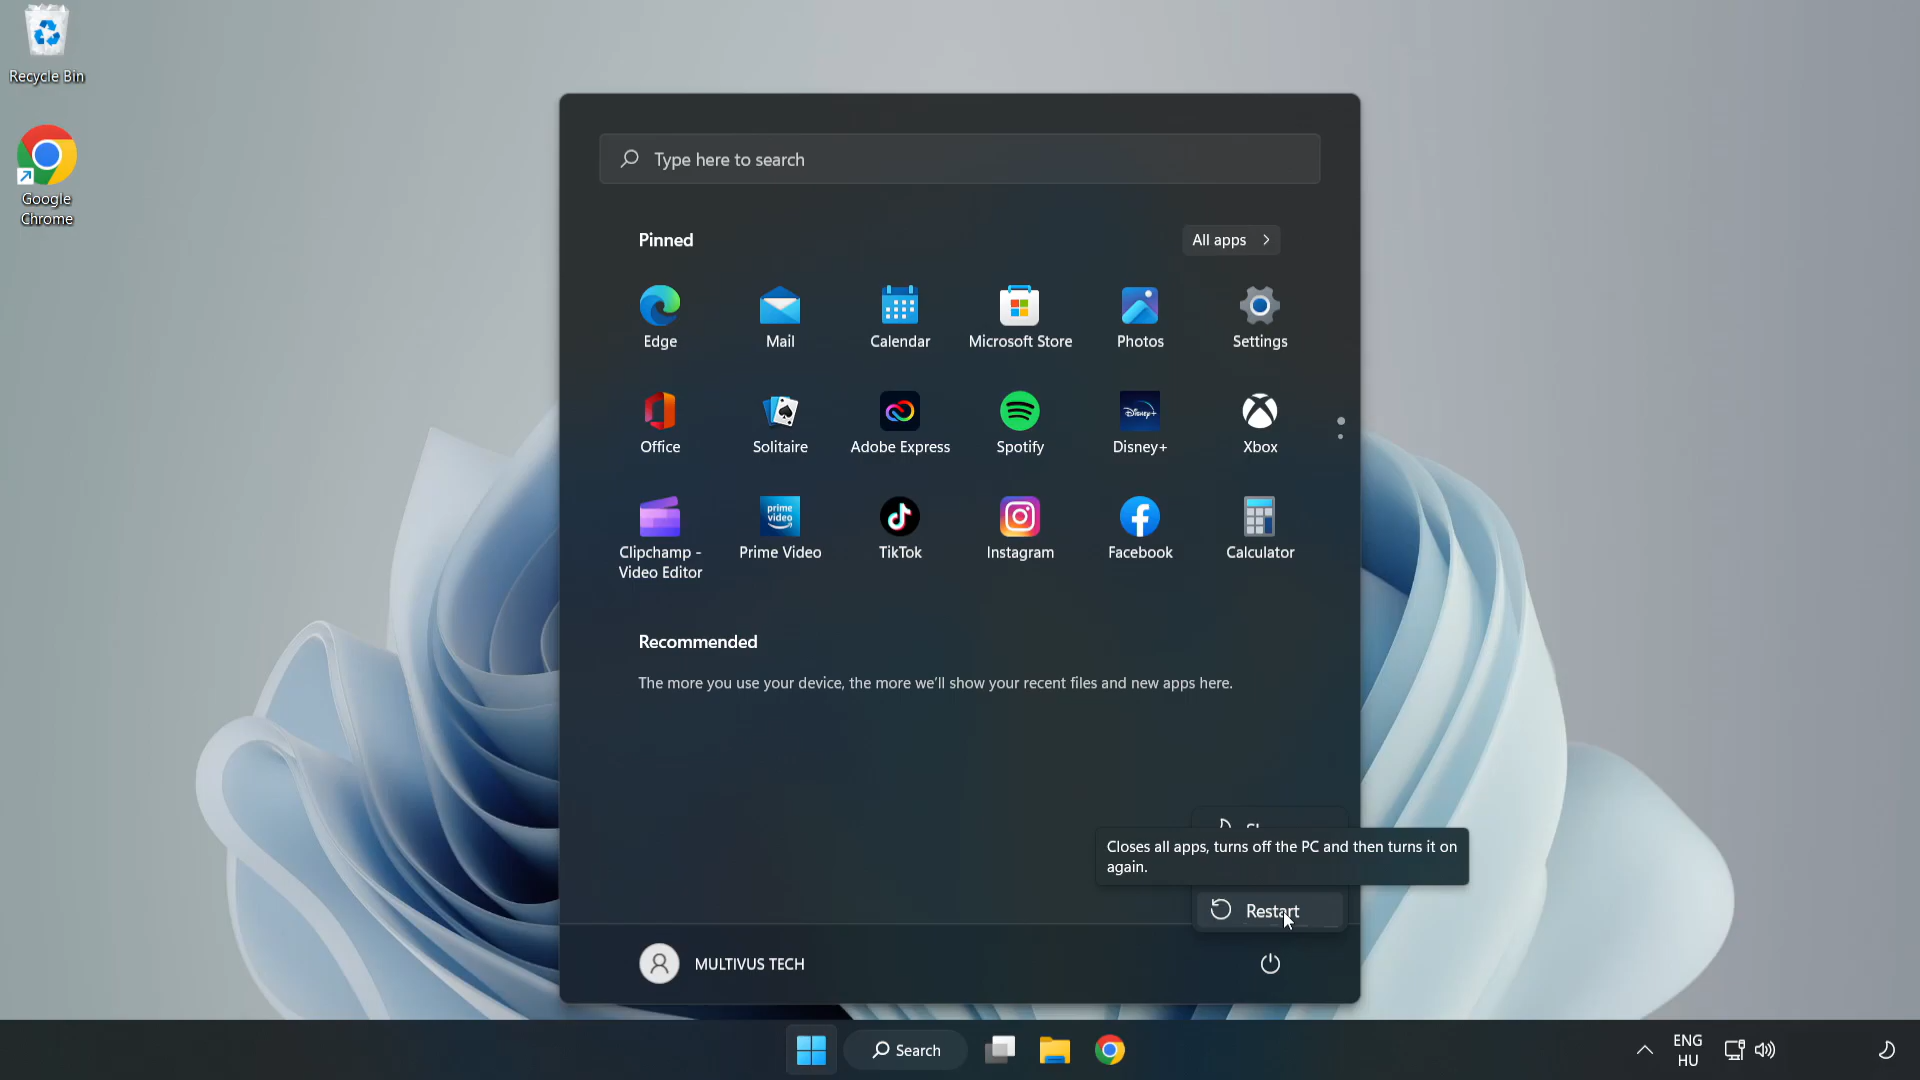 Recycle Bin
Google
Chrome
Type here to search
Pinned
All apps
Edge
Mail
Calendar
Microsoft Store
Photos
Settings
Office
Solitaire
Adobe Express
Spotify
Disney+
Xbox
Clipchamp -
Video Editor
Prime Video
TikTok
Instagram
Facebook
Calculator
prime
video
Disney+
Recommended
The more you use your device, the more we'll show your recent files and new apps here.
Closes all apps, turns off the PC and then turns it on
again.
Restart
MULTIVUS TECH
Search
ENG
HU